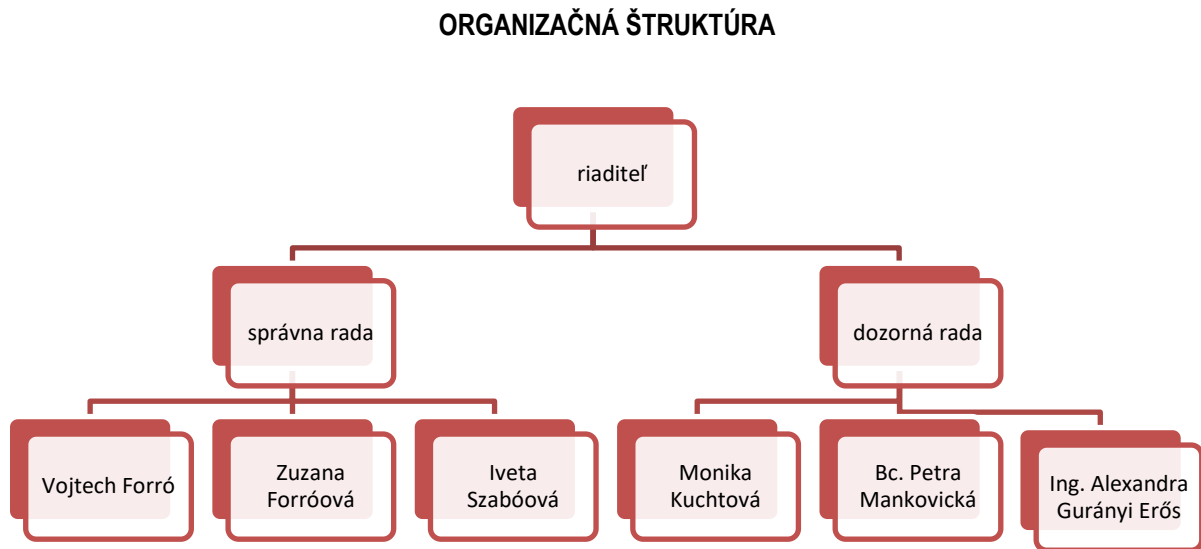 ORGANIZAČNÁ ŠTRUKTÚRA
riaditeľ
správna rada
dozorná rada
Vojtech Forró
Zuzana
Forróová
Iveta
Szabóová
Monika
Kuchtová
Bc. Petra
Mankovická
Ing. Alexandra
Gurányi Erős